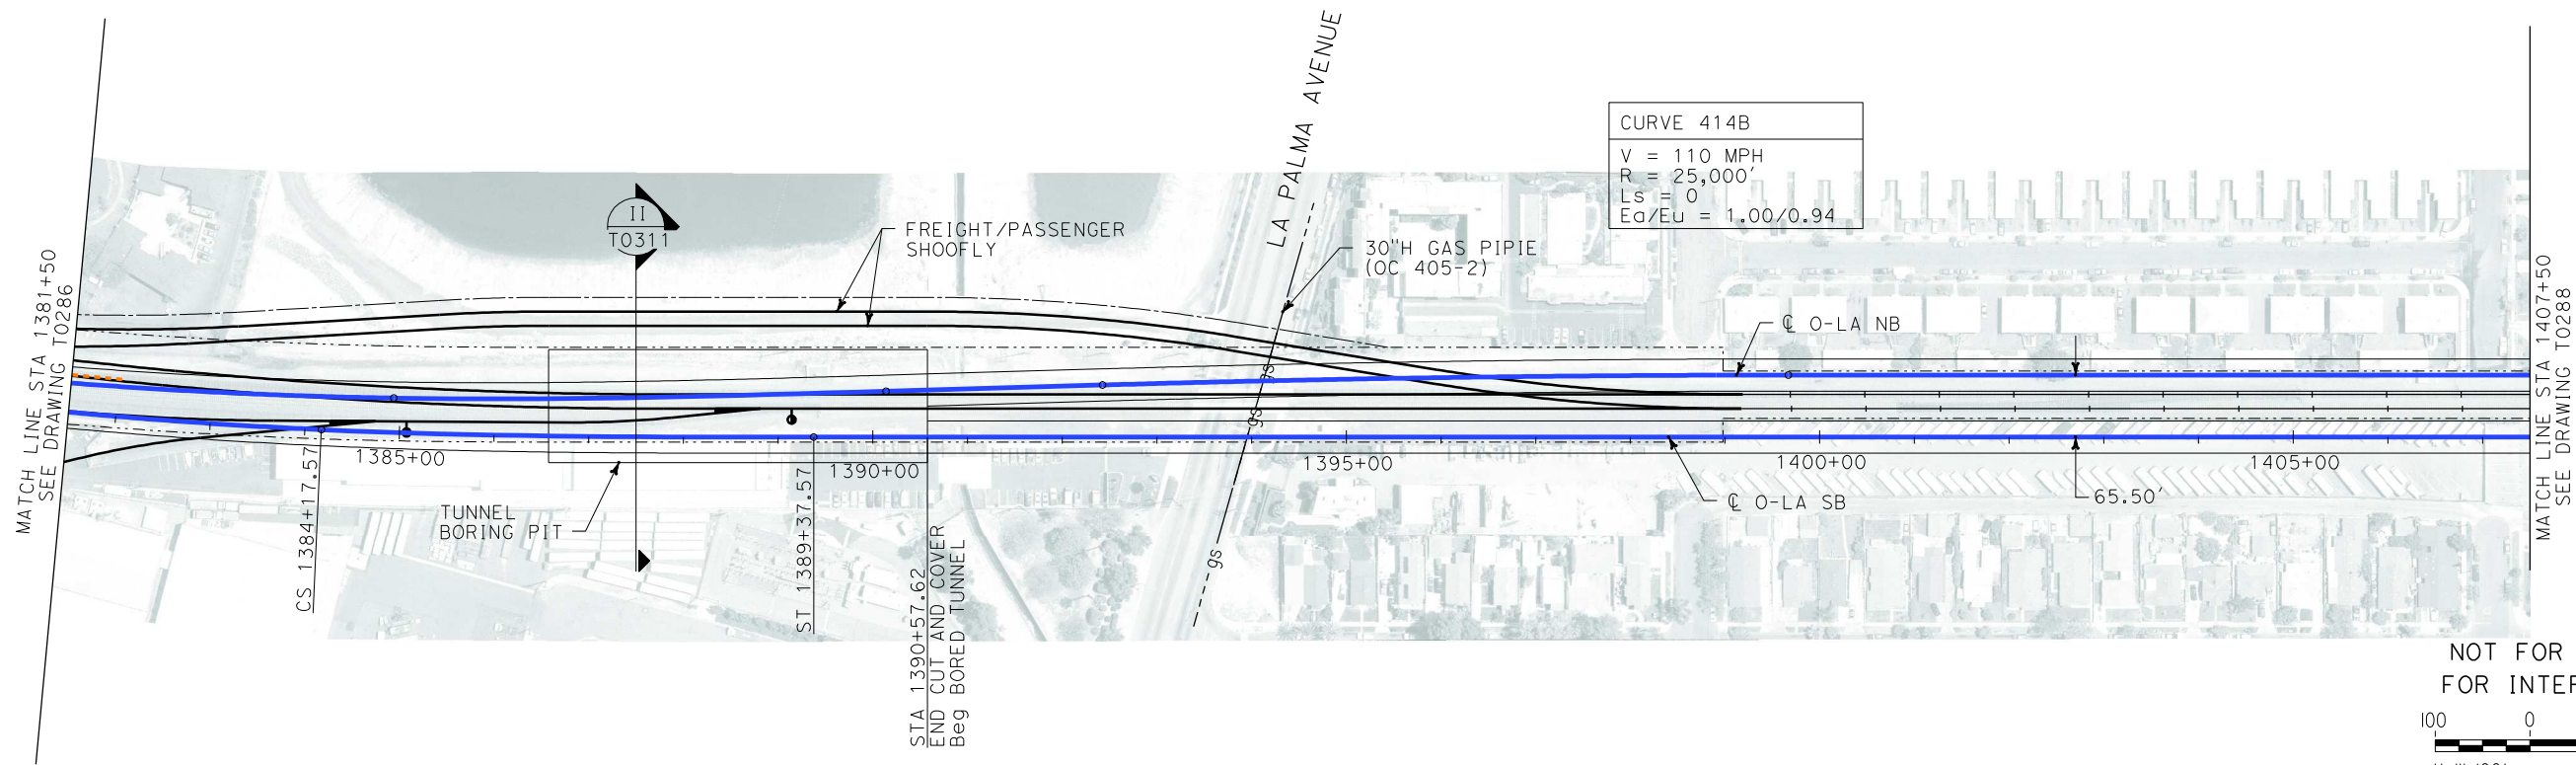 MATCH LINE STA 1381+50
SEE DRAWING T0286
II
T0311
FREIGHT/PASSENGER
SHOOFLY
LA PALMA AVENUE
30"H GAS PIPIE
(OC 405-2)
CURVE 414B
V = 110 MPH
R = 25,000'
Ls = 0
Ea/Eu = 1.00/0.94
℄ O-LA NB
MATCH LINE STA 1407+50
SEE DRAWING T0288
gs
gs
gs
1385+00
1390+00
1395+00
1400+00
1405+00
CS 1384+17.57
TUNNEL
BORING PIT
ST 1389+37.57
STA 1390+57.62
END CUT AND COVER
Beg BORED TUNNEL
℄ O-LA SB
65.50'
NOT FOR
FOR INTER
100 0